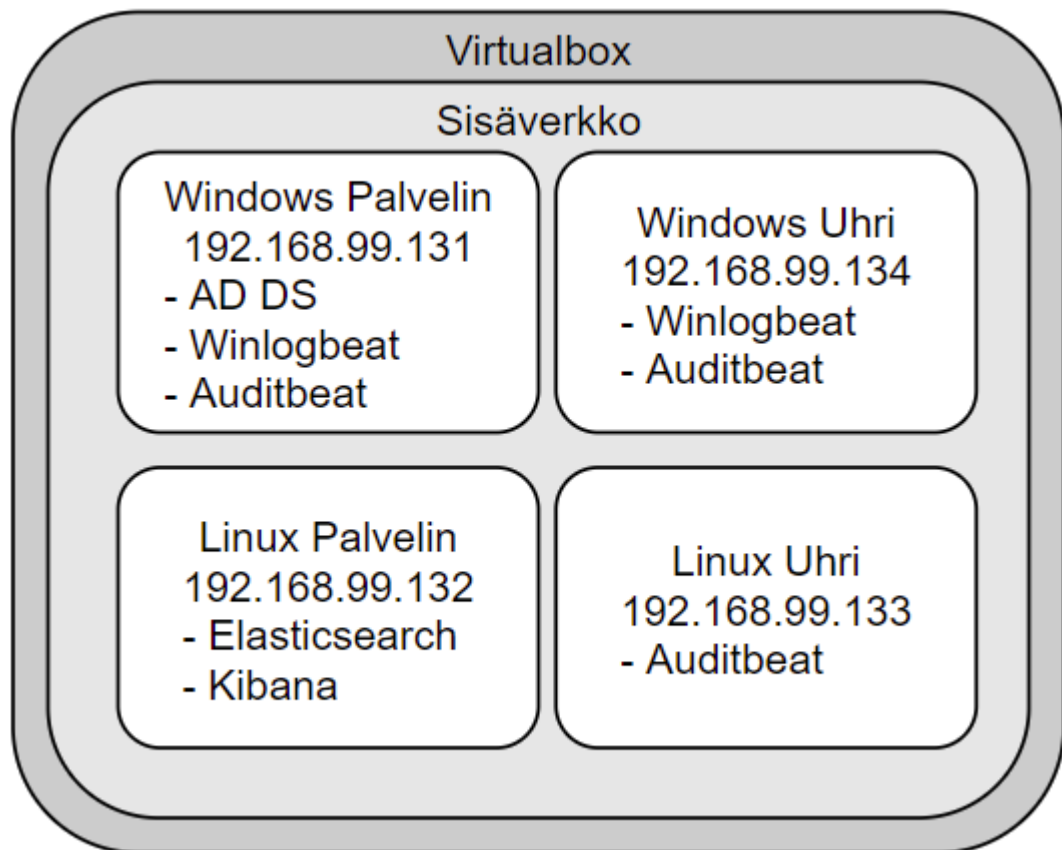 Virtualbox
Sisäverkko
Windows Palvelin
192.168.99.131
- AD DS
- Winlogbeat
- Auditbeat
Windows Uhri
192.168.99.134
- Winlogbeat
- Auditbeat
Linux Palvelin
192.168.99.132
- Elasticsearch
- Kibana
Linux Uhri
192.168.99.133
- Auditbeat